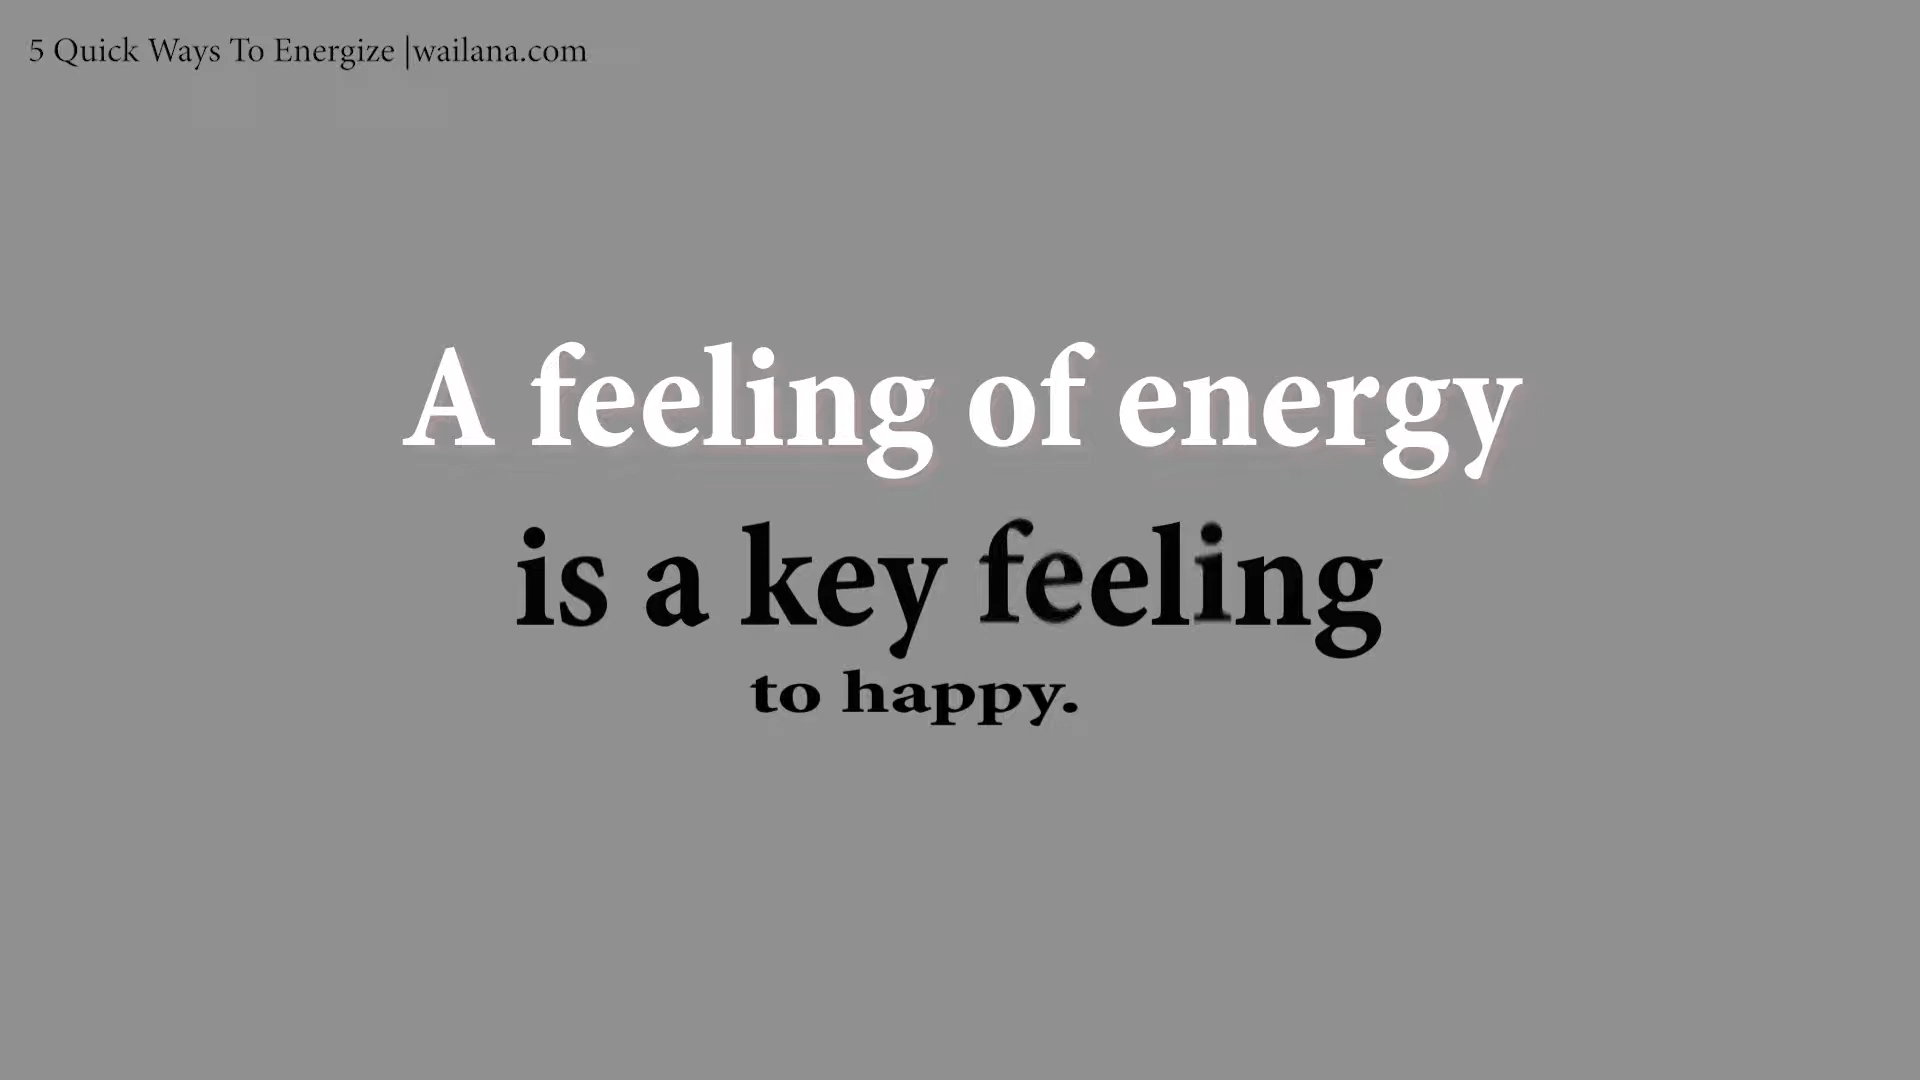 5 Quick Ways To Energize |wailana.com
A feeling of energy
is a key feeling
to happy.